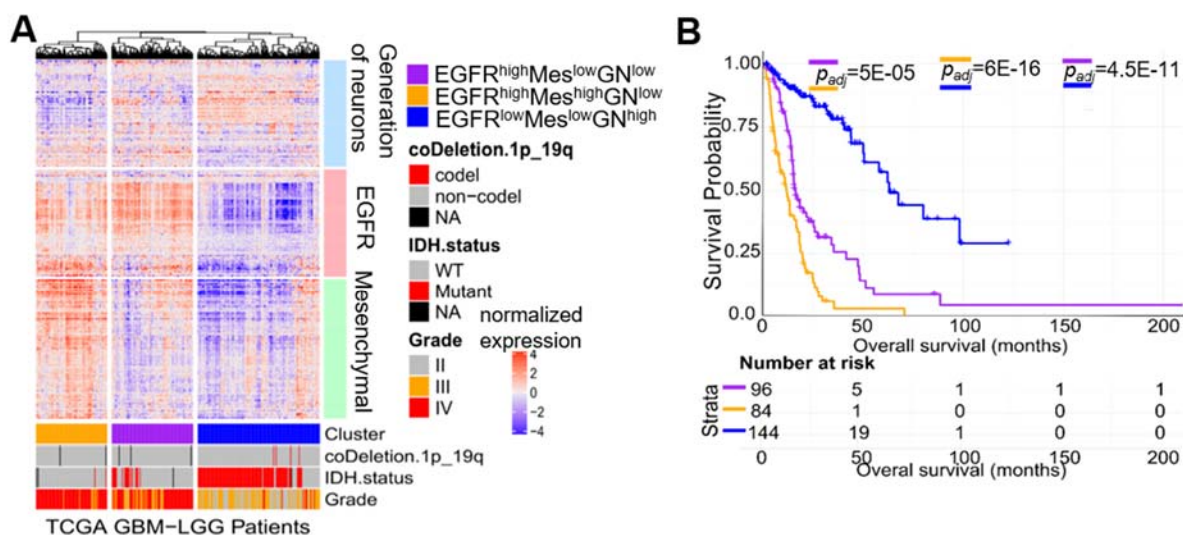 A
Generation
of neurons
EGFR
Mesenchymal
EGFRhighMeslowGNlow
EGFRhighMeshighGNlow
EGFRlowMeslowGNhigh
coDeletion.1p_19q
codel
non-codel
NA
IDH.status
WT
Mutant
NA
normalized
expression
Grade
II
III
IV
4
2
0
−2
−4
Cluster
coDeletion.1p_19q
IDH.status
Grade
TCGA GBM−LGG Patients
B
padj=5E-05
padj=6E-16
padj=4.5E-11
Survival Probability
1.00
0.75
0.50
0.25
0.0
0 50 100 150 200
Overall survival (months)
Number at risk
Strata
96 5 1 1 1
84 1 0 0 0
144 19 1 0 0
0 50 100 150 200
Overal survival (months)